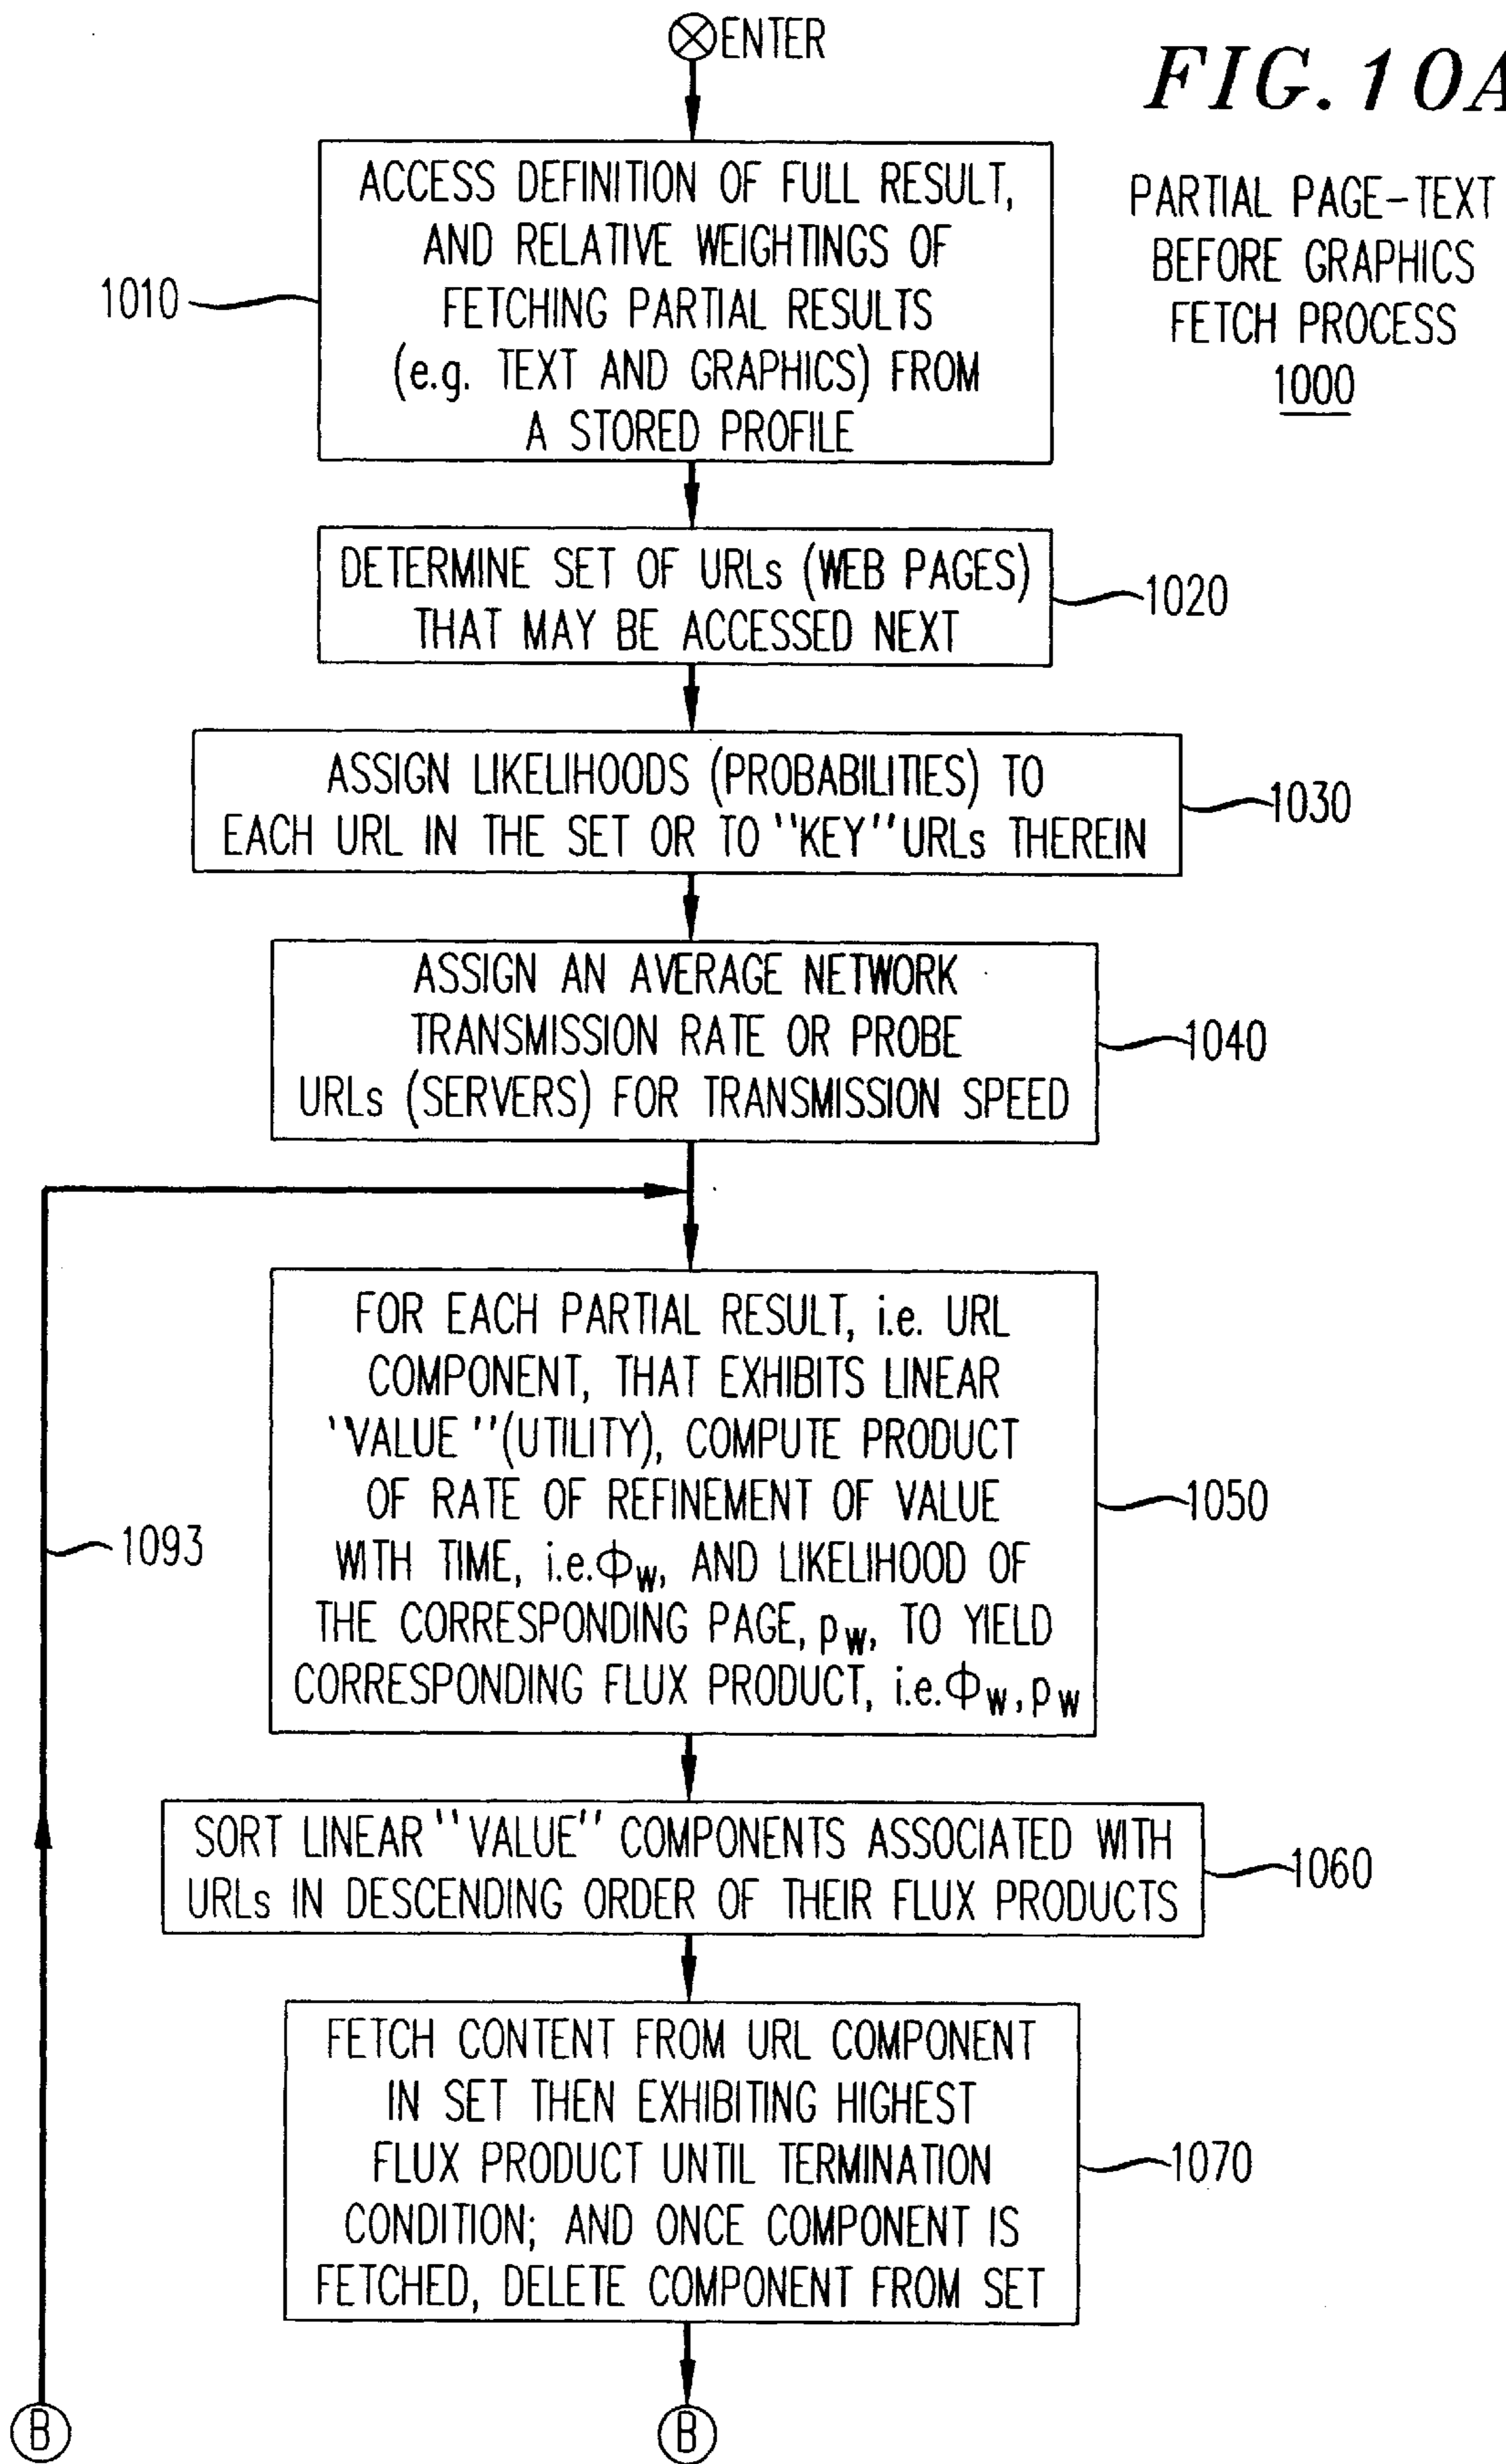 ENTER
FIG. 10A
PARTIAL PAGE-TEXT
BEFORE GRAPHICS
FETCH PROCESS
1000
ACCESS DEFINITION OF FULL RESULT,
AND RELATIVE WEIGHTINGS OF
FETCHING PARTIAL RESULTS
(e.g. TEXT AND GRAPHICS) FROM
A STORED PROFILE
1010
DETERMINE SET OF URLs (WEB PAGES)
THAT MAY BE ACCESSED NEXT
1020
ASSIGN LIKELIHOODS (PROBABILITIES) TO
EACH URL IN THE SET OR TO "KEY" URLs THEREIN
1030
ASSIGN AN AVERAGE NETWORK
TRANSMISSION RATE OR PROBE
URLs (SERVERS) FOR TRANSMISSION SPEED
1040
FOR EACH PARTIAL RESULT, i.e. URL
COMPONENT, THAT EXHIBITS LINEAR
"VALUE" (UTILITY), COMPUTE PRODUCT
OF RATE OF REFINEMENT OF VALUE
WITH TIME, i.e. Φw, AND LIKELIHOOD OF
THE CORRESPONDING PAGE, pw, TO YIELD
CORRESPONDING FLUX PRODUCT, i.e. Φw, pw
1050
1093
SORT LINEAR "VALUE" COMPONENTS ASSOCIATED WITH
URLs IN DESCENDING ORDER OF THEIR FLUX PRODUCTS
1060
FETCH CONTENT FROM URL COMPONENT
IN SET THEN EXHIBITING HIGHEST
FLUX PRODUCT UNTIL TERMINATION
CONDITION; AND ONCE COMPONENT IS
FETCHED, DELETE COMPONENT FROM SET
1070
B
B